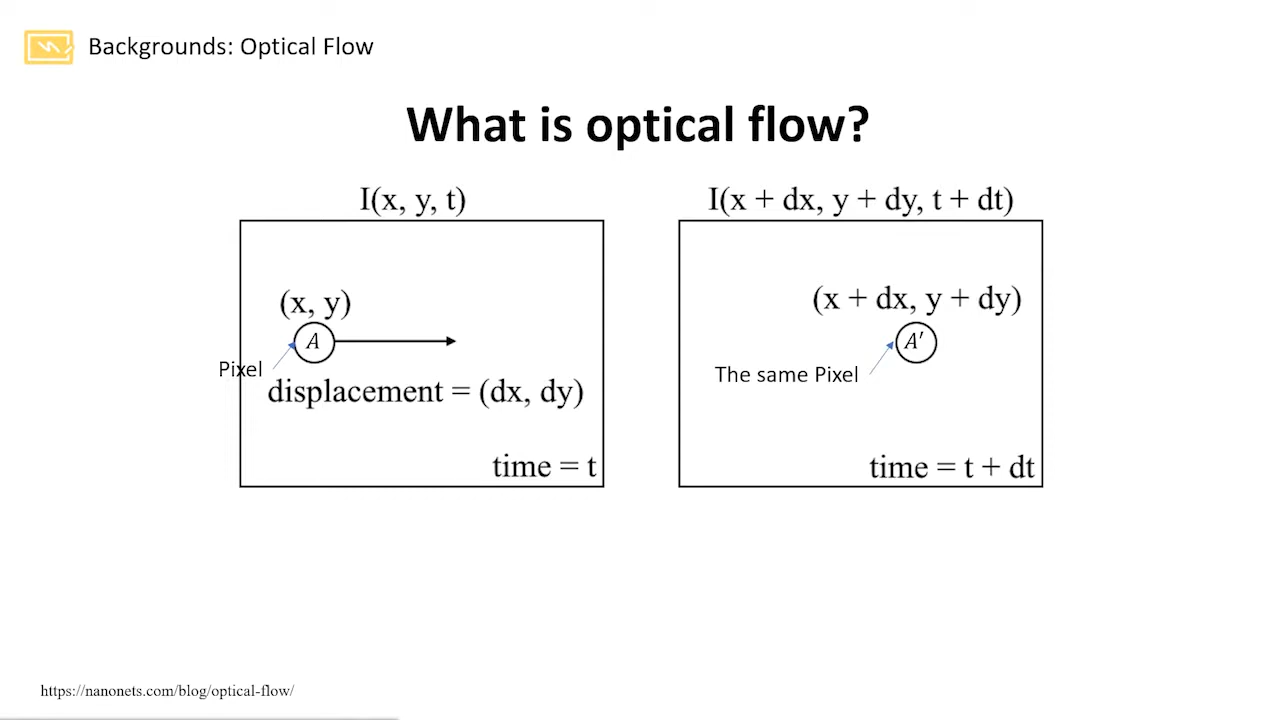 Backgrounds: Optical Flow
What is optical flow?
I(x, y, t)
(x, y)
A
Pixel
displacement = (dx, dy)
time = t
I(x + dx, y + dy, t + dt)
(x + dx, y + dy)
A′
The same Pixel
time = t + dt
https://nanonets.com/blog/optical-flow/